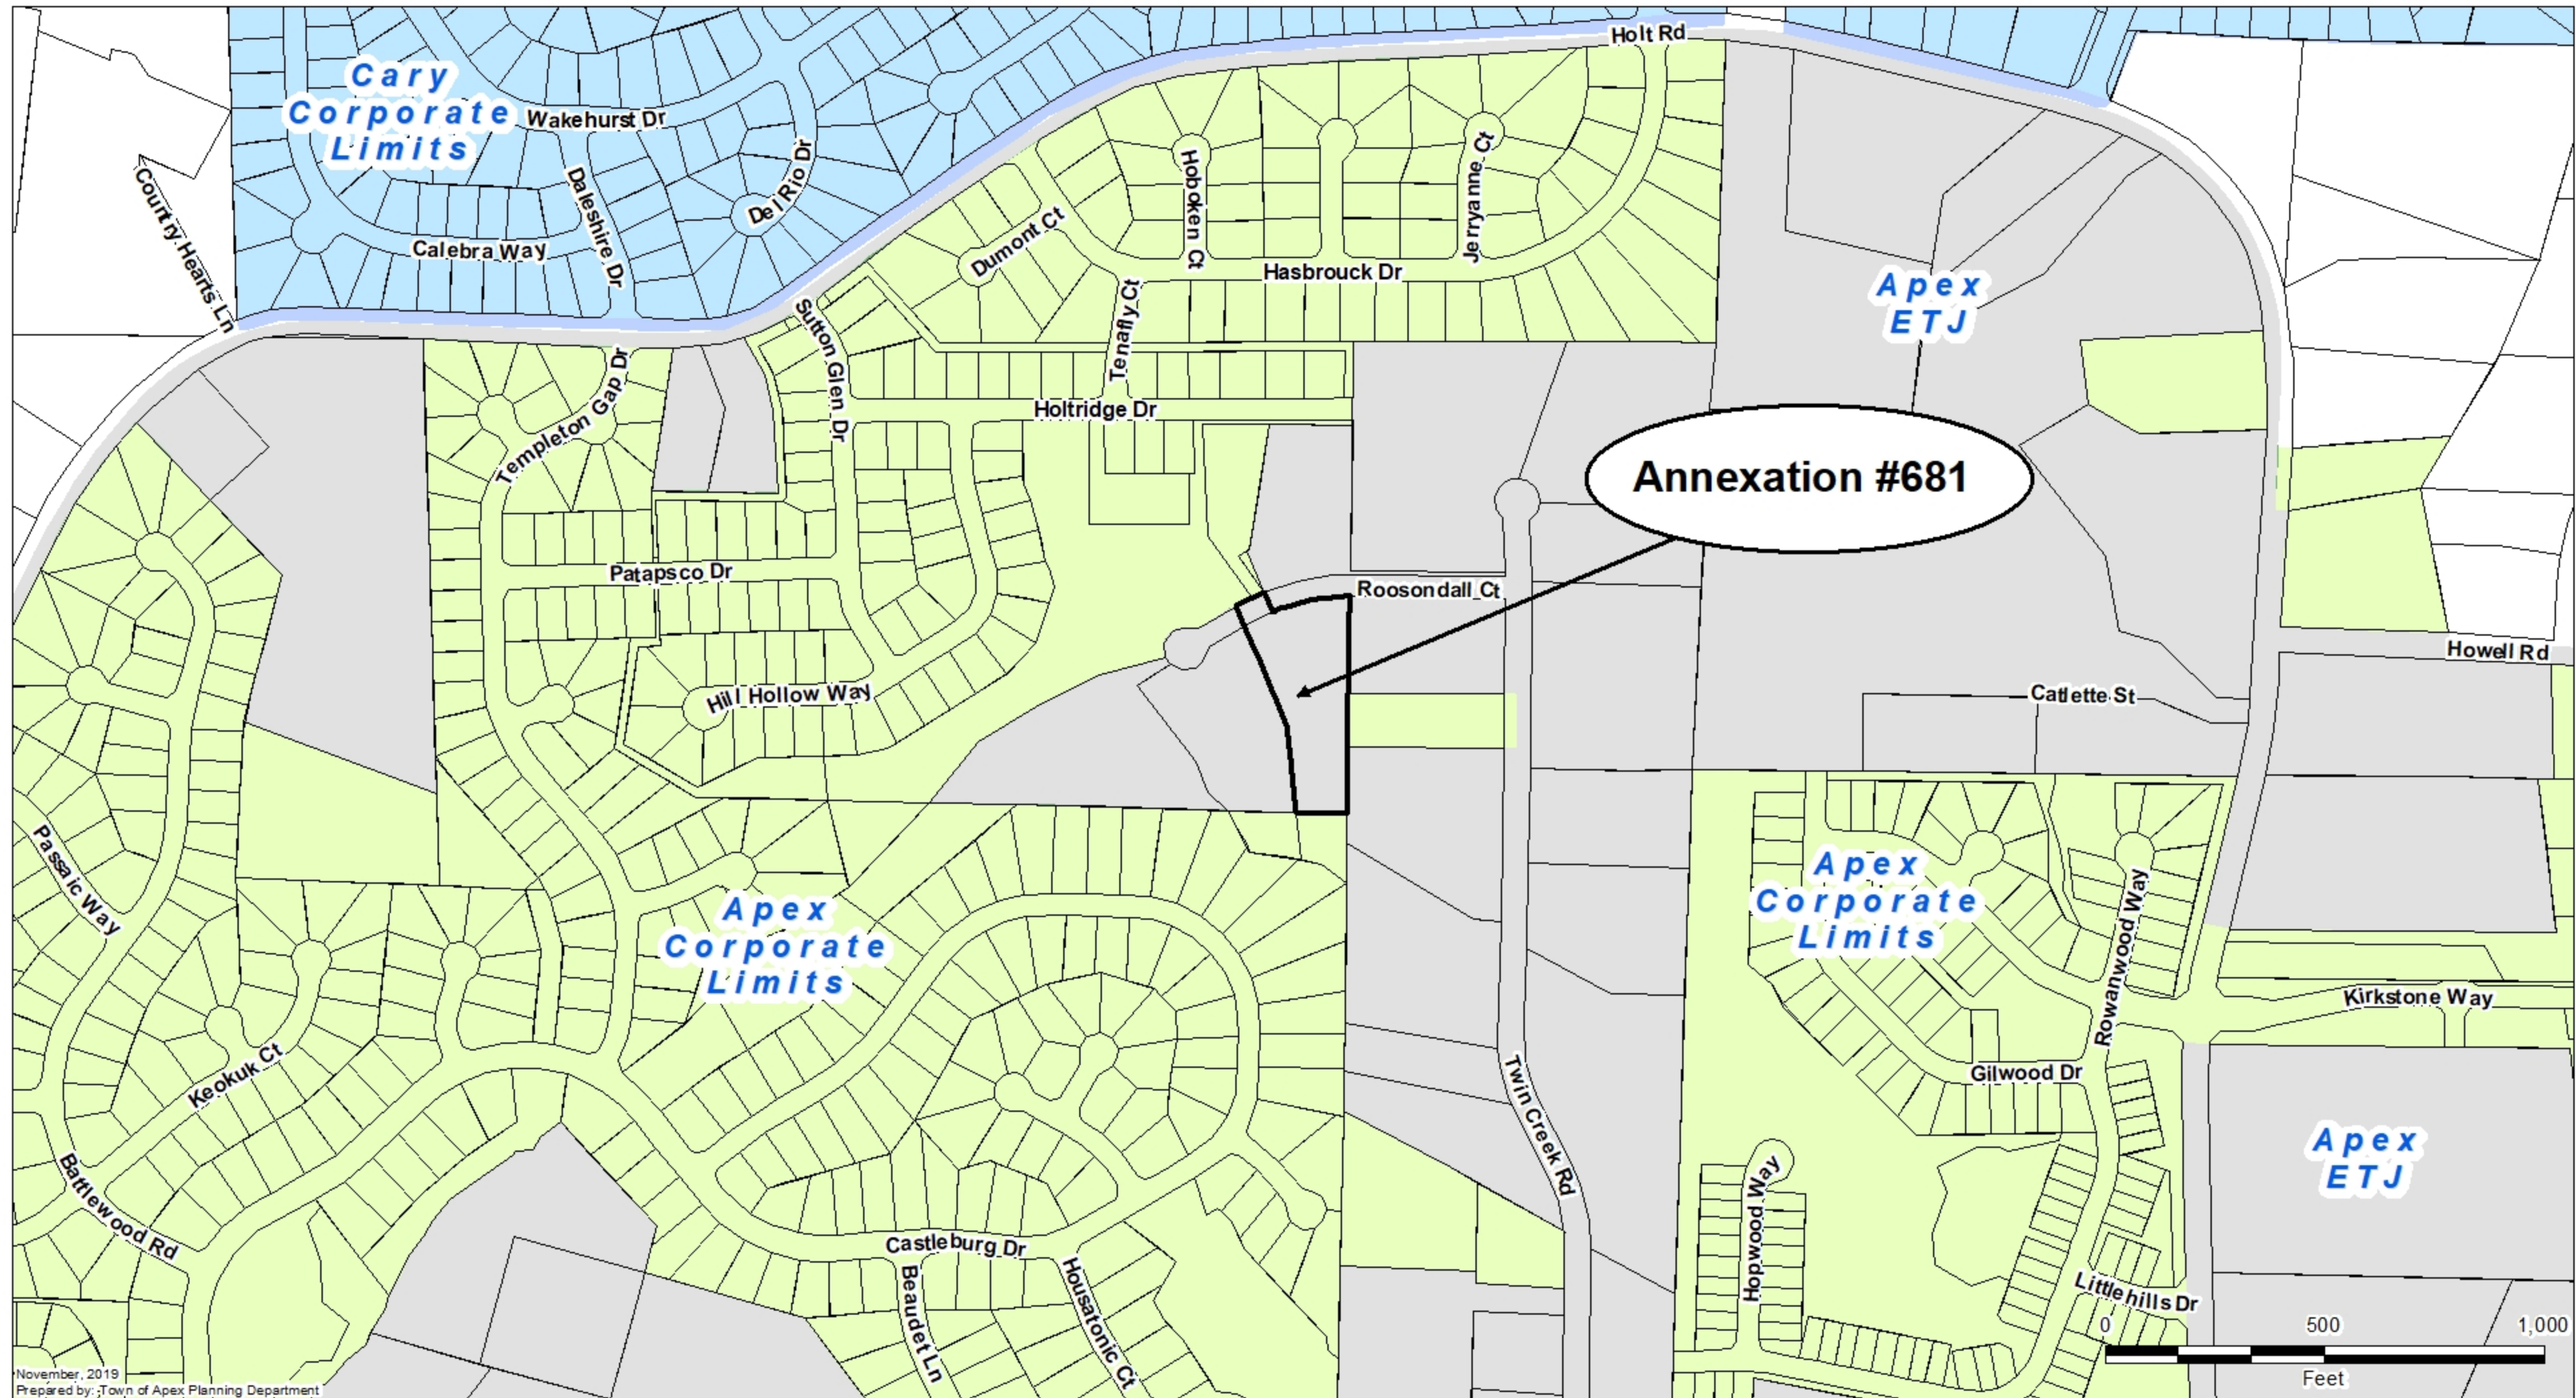 Holt Rd
Cary
Corporate
Limits
Wakehurst Dr
Country Hearts Ln
Daleshire Dr
Del Rio Dr
Calebra Way
Hoboken Ct
Jerryanne Ct
Dumont Ct
Hasbrouck Dr
Tenafly Ct
Apex
ETJ
Sutton Glen Dr
Templeton Gap Dr
Holtridge Dr
Annexation #681
Patapsco Dr
Roosondall Ct
Howell Rd
Hill Hollow Way
Catlette St
Passaic Way
Apex
Corporate
Limits
Apex
Corporate
Limits
Rowanwood Way
Kirkstone Way
Keokuk Ct
Gilwood Dr
Twin Creek Rd
Apex
ETJ
Battlewood Rd
Hopwood Way
Castleburg Dr
Beaudet Ln
Housatonic Ct
Littlehills Dr
0 500 1,000
Feet
November, 2019
Prepared by: Town of Apex Planning Department